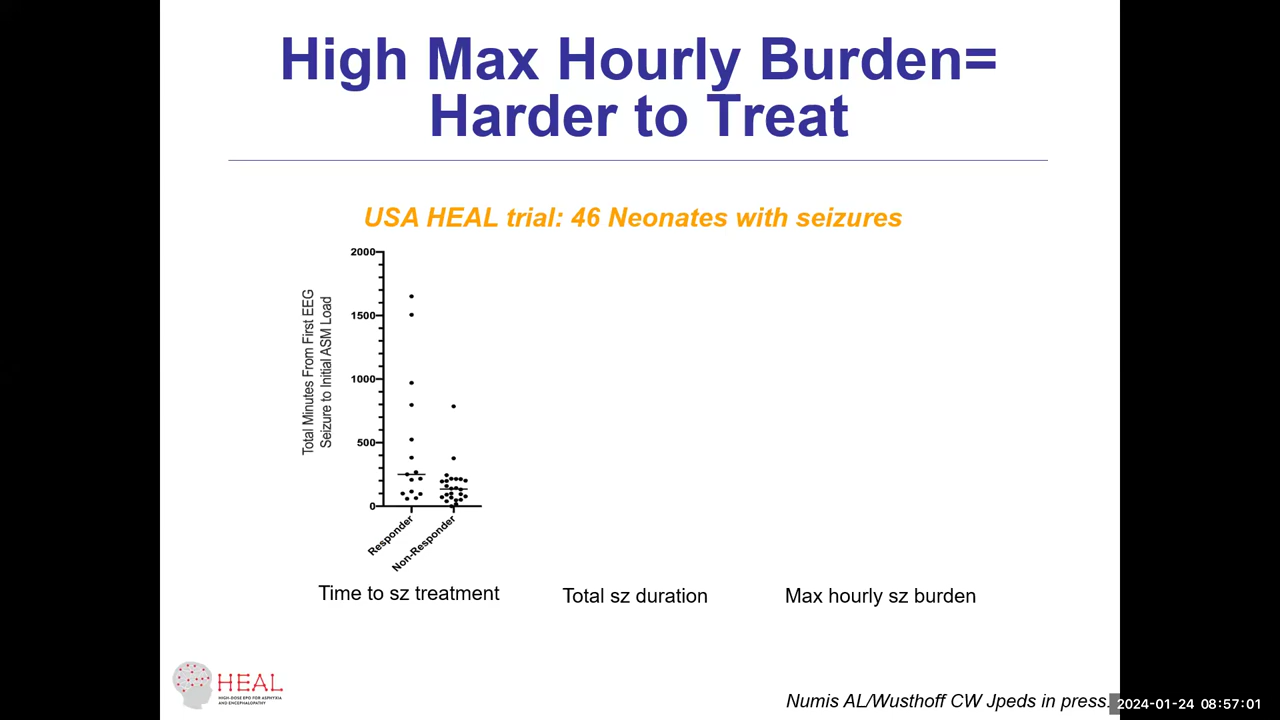 High Max Hourly Burden=
Harder to Treat
USA HEAL trial: 46 Neonates with seizures
Total Minutes From First EEG
Seizure to Initial ASM Load
2000
1500
1000
500
0
Responder
Non-Responder
Time to sz treatment
Total sz duration
Max hourly sz burden
HEAL
HIGH-DOSE EPO FOR ASPHYXIA
AND ENCEPHALOPATHY
Numis AL/Wusthoff CW Jpeds in press.
2024-01-24 08:57:01